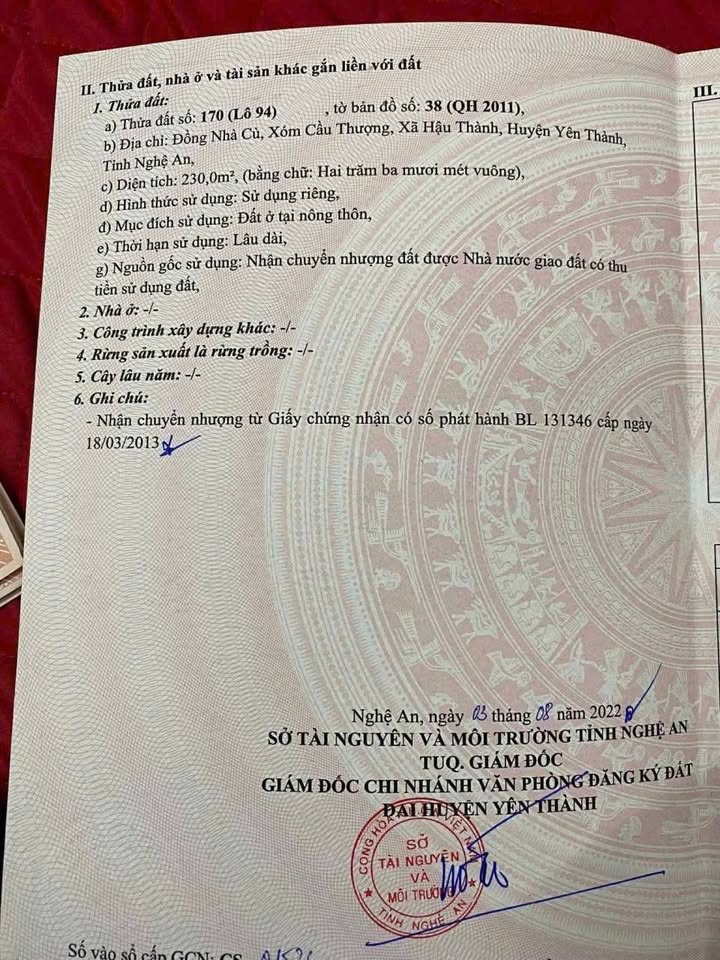 II. Thửa đất, nhà ở và tài sản khác gắn liền với đất
1. Thửa đất:
a) Thửa đất số: 170 (Lô 94) , tờ bản đồ số: 38 (QH 2011),
b) Địa chỉ: Đồng Nhà Củ, Xóm Cầu Thượng, Xã Hậu Thành, Huyện Yên Thành,
Tỉnh Nghệ An,
c) Diện tích: 230,0m², (bằng chữ: Hai trăm ba mươi mét vuông),
d) Hình thức sử dụng: Sử dụng riêng,
đ) Mục đích sử dụng: Đất ở tại nông thôn,
e) Thời hạn sử dụng: Lâu dài,
g) Nguồn gốc sử dụng: Nhận chuyển nhượng đất được Nhà nước giao đất có thu
tiền sử dụng đất,
2. Nhà ở: -/-
3. Công trình xây dựng khác: -/-
4. Rừng sản xuất là rừng trồng: -/-
5. Cây lâu năm: -/-
6. Ghi chú:
- Nhận chuyển nhượng từ Giấy chứng nhận có số phát hành BL 131346 cấp ngày
18/03/2013
III.
Nghệ An, ngày 03 tháng 08 năm 2022
SỞ TÀI NGUYÊN VÀ MÔI TRƯỜNG TỈNH NGHỆ AN
TUQ. GIÁM ĐỐC
GIÁM ĐỐC CHI NHÁNH VĂN PHÒNG ĐĂNG KÝ ĐẤT
ĐAI HUYỆN YÊN THÀNH
SỞ
TÀI NGUYÊN
VÀ
MÔI TRƯỜNG
TỈNH NGHỆ AN
Số vào sổ cấp GCN: CS